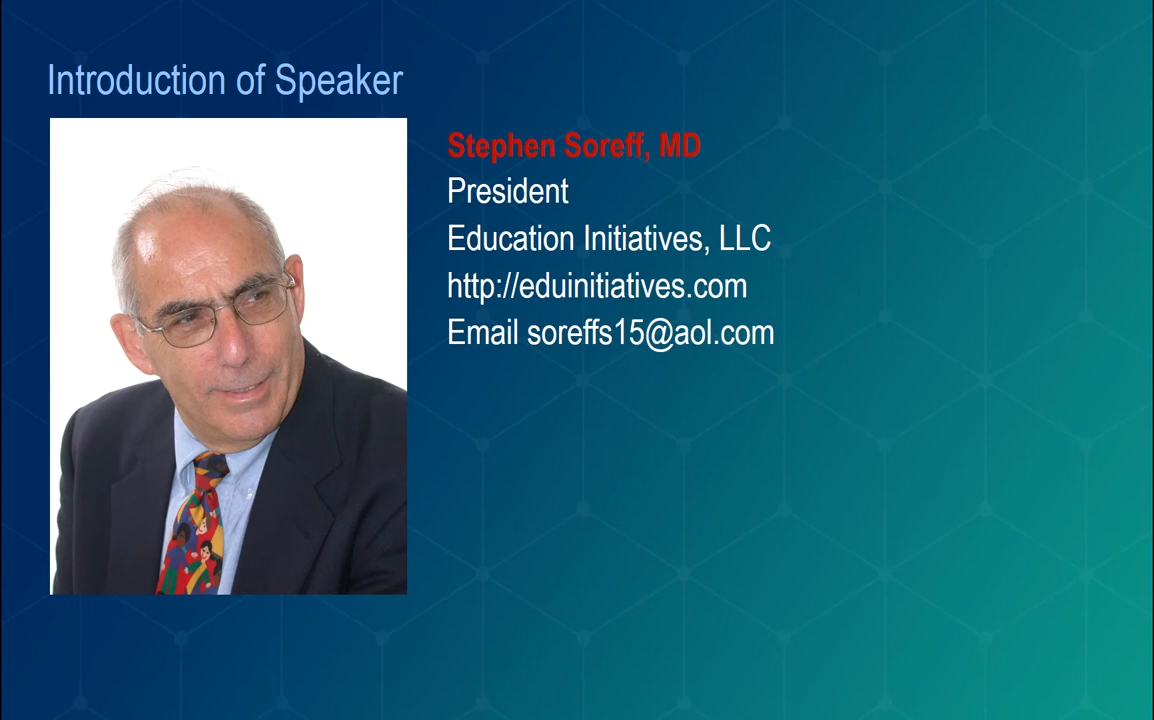 Introduction of Speaker
Stephen Soreff, MD
President
Education Initiatives, LLC
http://eduinitiatives.com
Email soreffs15@aol.com